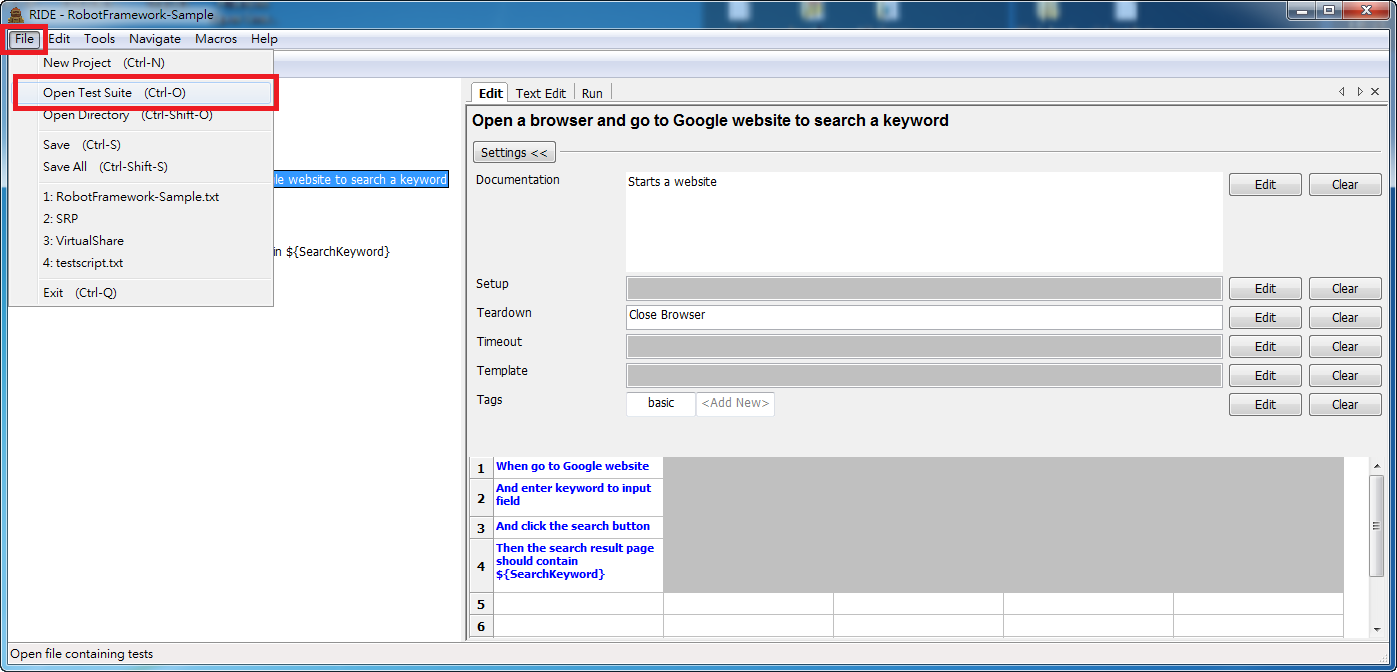 RIDE - RobotFramework-Sample
File Edit Tools Navigate Macros Help
New Project (Ctrl-N)
Open Test Suite (Ctrl-O)
Open Directory (Ctrl-Shift-O)
Save (Ctrl-S)
Save All (Ctrl-Shift-S)
1: RobotFramework-Sample.txt
2: SRP
3: VirtualShare
4: testscript.txt
Exit (Ctrl-Q)
website to search a keyword
in ${SearchKeyword}
Edit Text Edit Run
Open a browser and go to Google website to search a keyword
Settings <<
Documentation Starts a website Edit Clear
Setup Edit Clear
Teardown Close Browser Edit Clear
Timeout Edit Clear
Template Edit Clear
Tags basic <Add New> Edit Clear
1 When go to Google website
2 And enter keyword to input
field
3 And click the search button
4 Then the search result page
should contain
${SearchKeyword}
5
6
Open file containing tests